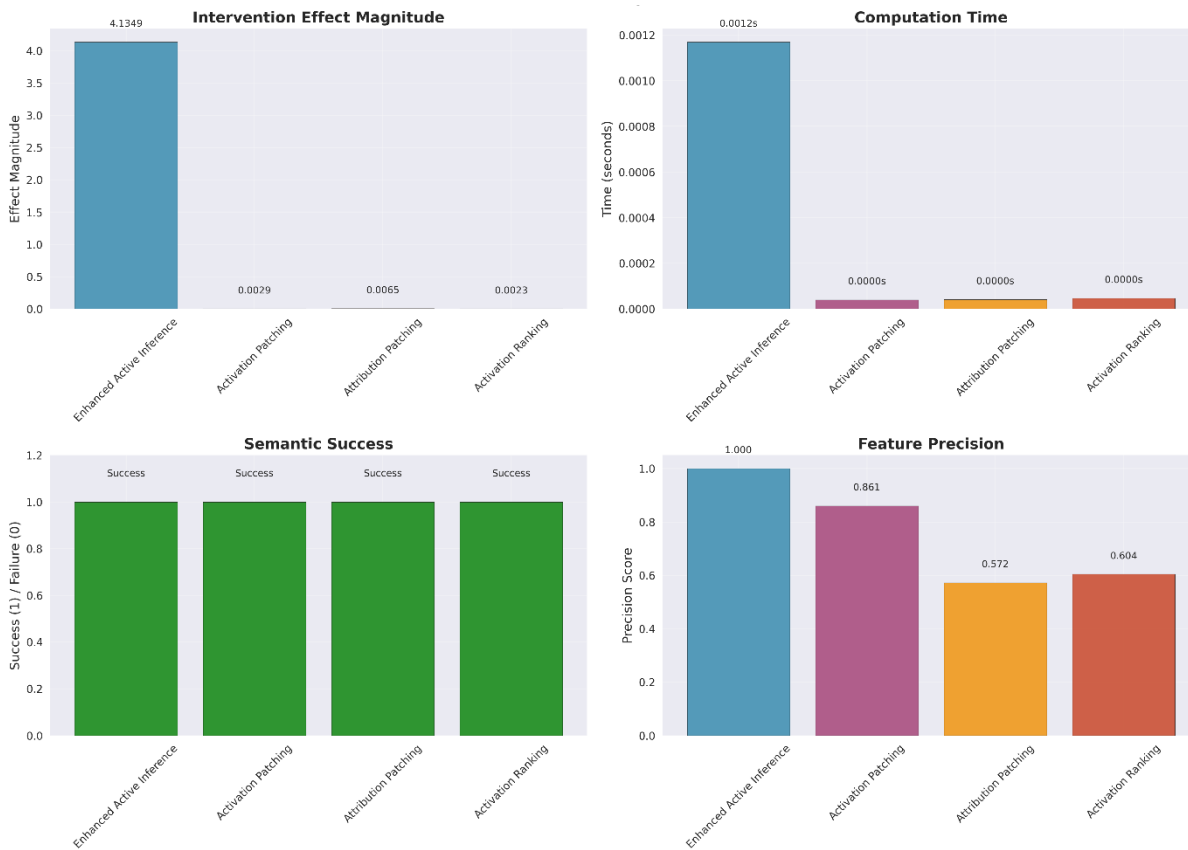 Intervention Effect Magnitude
4.1349
4.0
3.5
3.0
2.5
2.0
1.5
1.0
0.5
0.0
Effect Magnitude
0.0029
0.0065
0.0023
Enhanced Active Inference
Activation Patching
Attribution Patching
Activation Ranking
Computation Time
0.0012s
0.0012
0.0010
0.0008
0.0006
0.0004
0.0002
0.0000
Time (seconds)
0.0000s
0.0000s
0.0000s
Enhanced Active Inference
Activation Patching
Attribution Patching
Activation Ranking
Semantic Success
1.2
1.0
0.8
0.6
0.4
0.2
0.0
Success (1) / Failure (0)
Success
Success
Success
Success
Enhanced Active Inference
Activation Patching
Attribution Patching
Activation Ranking
Feature Precision
1.000
1.0
0.8
0.6
0.4
0.2
0.0
Precision Score
0.861
0.572
0.604
Enhanced Active Inference
Activation Patching
Attribution Patching
Activation Ranking